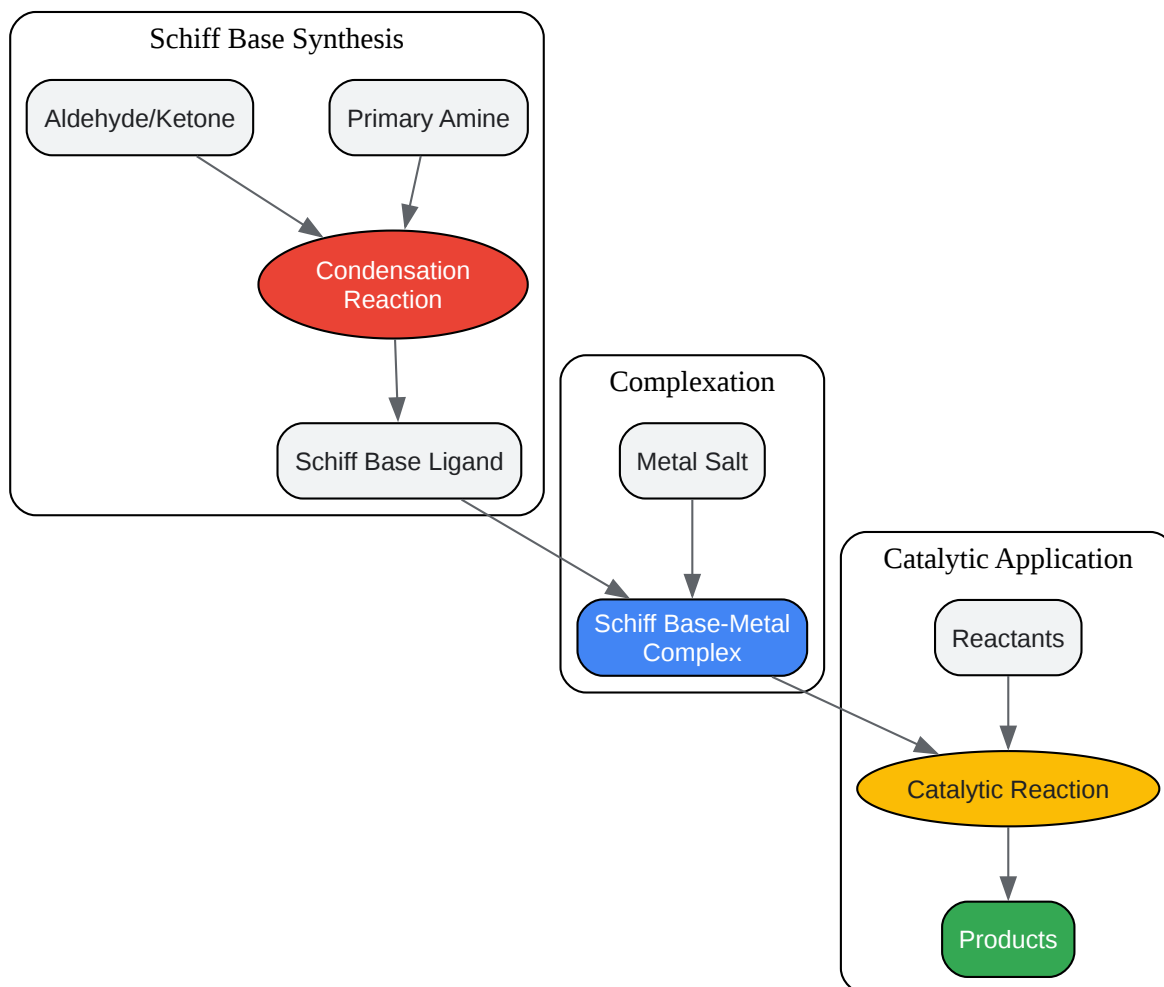 Schiff Base Synthesis
Aldehyde/Ketone
Primary Amine
Condensation
Reaction
Schiff Base Ligand
Complexation
Metal Salt
Schiff Base-Metal
Complex
Catalytic Application
Reactants
Catalytic Reaction
Products